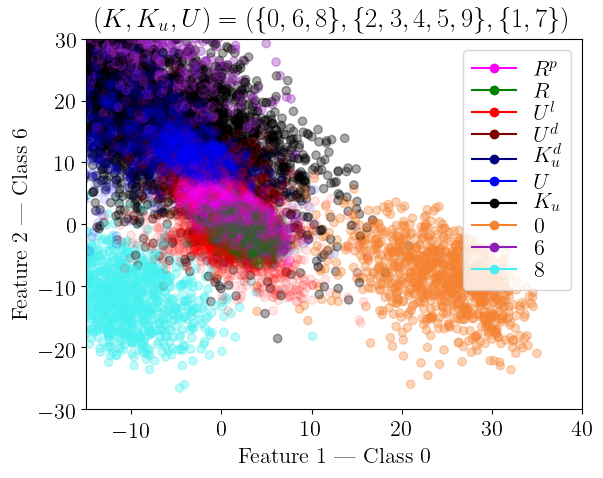 (K, K_u, U) = ({0, 6, 8}, {2, 3, 4, 5, 9}, {1, 7})
30
20
10
0
−10
−20
−30
Feature 2 — Class 6
R^p
R
U^l
U^d
K_u^d
U
K_u
0
6
8
−10
0
10
20
30
40
Feature 1 — Class 0